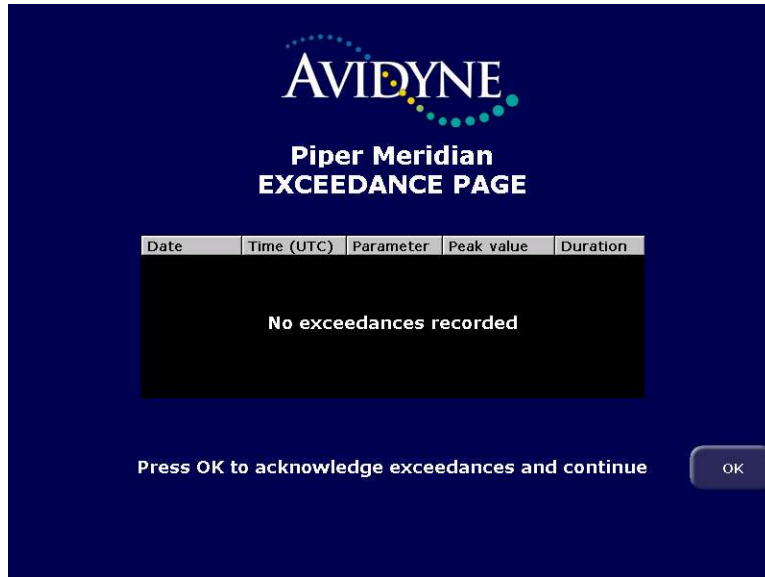 AVIDYNE
Piper Meridian
EXCEEDANCE PAGE
Date Time (UTC) Parameter Peak value Duration
No exceedances recorded
Press OK to acknowledge exceedances and continue OK